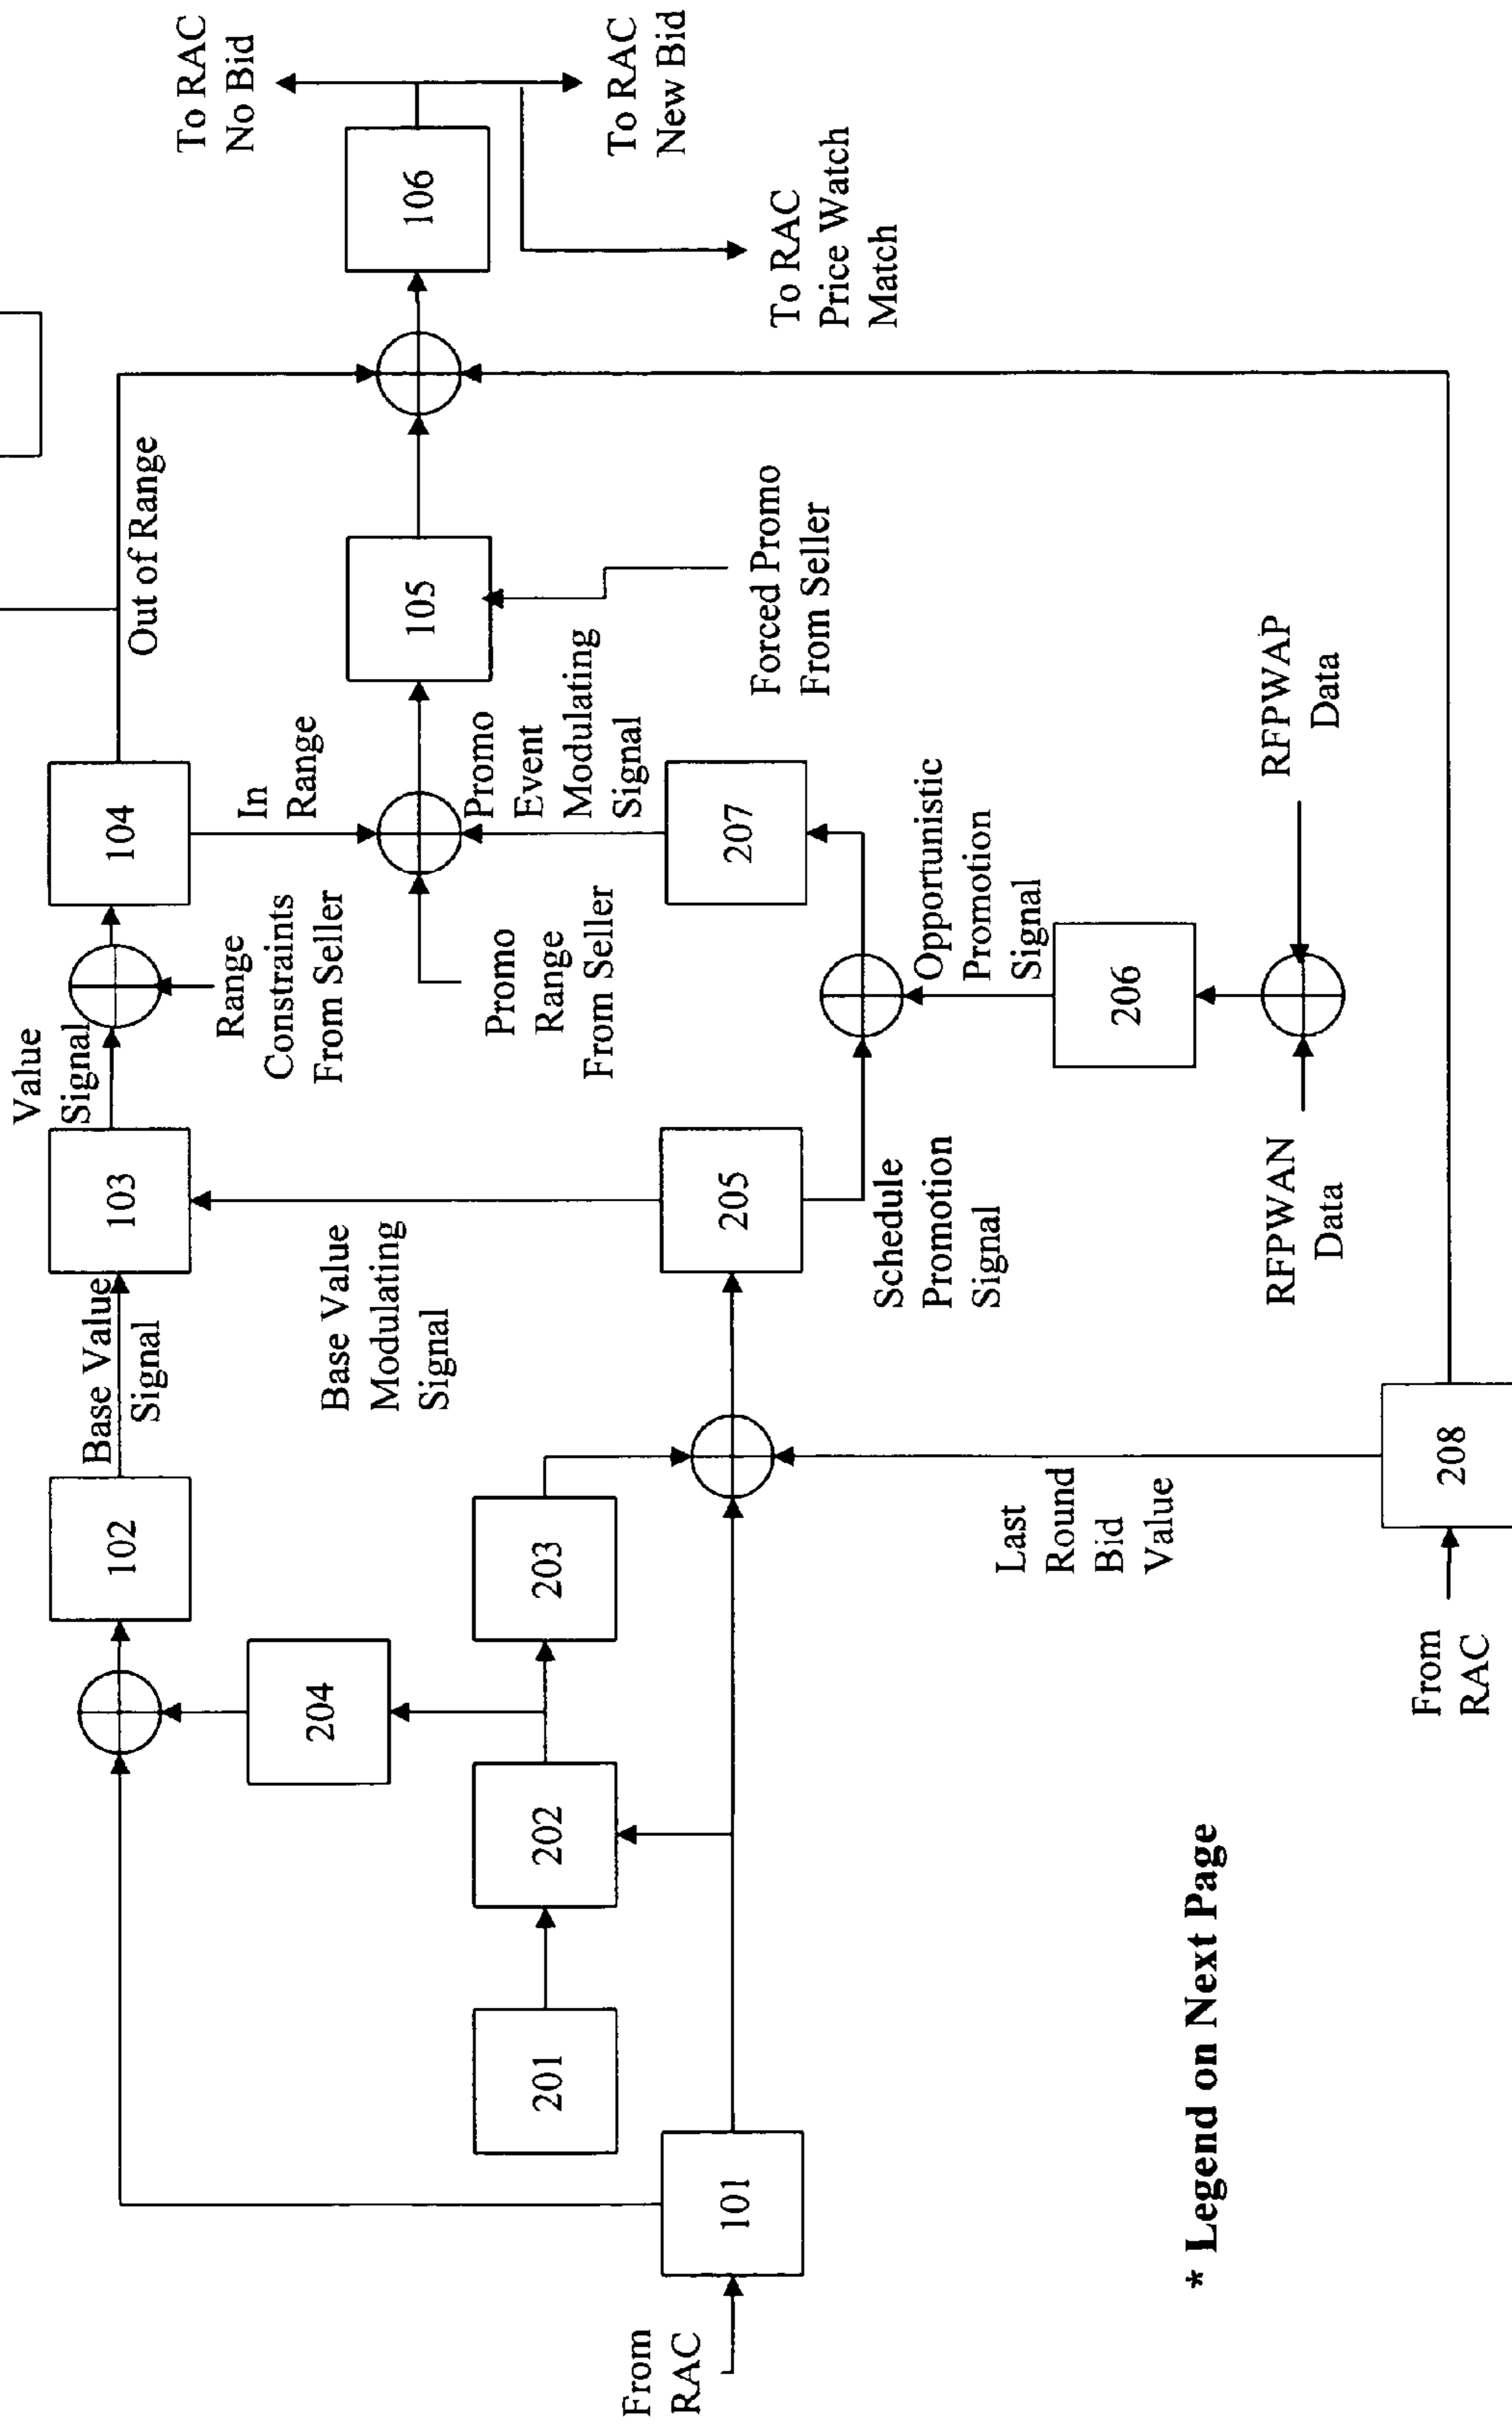 To RAC
No Bid
106
To RAC
New Bid
To RAC
Price Watch
Match
Out of Range
105
Forced Promo
From Seller
104
In
Range
Promo
Event
Modulating
Signal
207
Value
Signal
Range
Constraints
From Seller
Promo
Range
From Seller
Opportunistic
Promotion
Signal
206
RFPWAP
Data
RFPWAN
Data
103
Base Value
Signal
Base Value
Modulating
Signal
205
Schedule
Promotion
Signal
102
204
203
202
201
Last
Round
Bid
Value
208
From
RAC
101
From
RAC
* Legend on Next Page